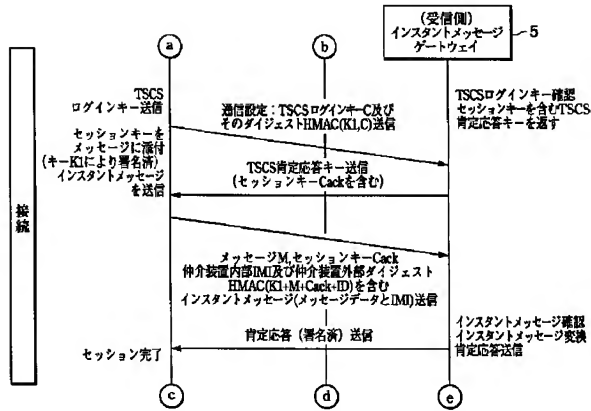 (受信側)
インスタントメッセージ
ゲートウェイ
5
a
b
接続
TSCS
ログインキー送信
通信設定：TSCSログインキーC及び
そのダイジェストHMAC(K1,C)送信
TSCSログインキー確認
セッションキーを含むTSCS
肯定応答キーを返す
セッションキーを
メッセージに添付
(キーK1により署名済)
インスタントメッセージ
を送信
TSCS肯定応答キー送信
(セッションキーCackを含む)
メッセージM,セッションキーCack
仲介装置内部IMI及び仲介装置外部ダイジェスト
HMAC(K1+M+Cack+ID)を含む
インスタントメッセージ(メッセージデータとIMI)送信
肯定応答（署名済）送信
インスタントメッセージ確認
インスタントメッセージ変換
肯定応答送信
セッション完了
c
d
e